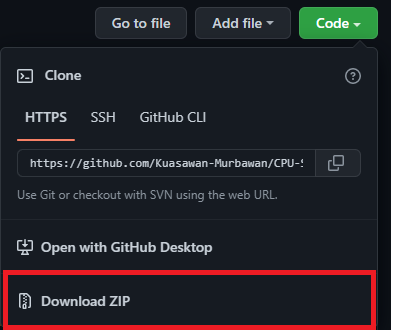 Go to file Add file Code
Clone
HTTPS SSH GitHub CLI
https://github.com/Kuasawan-Murbawan/CPU-S
Use Git or checkout with SVN using the web URL.
Open with GitHub Desktop
Download ZIP